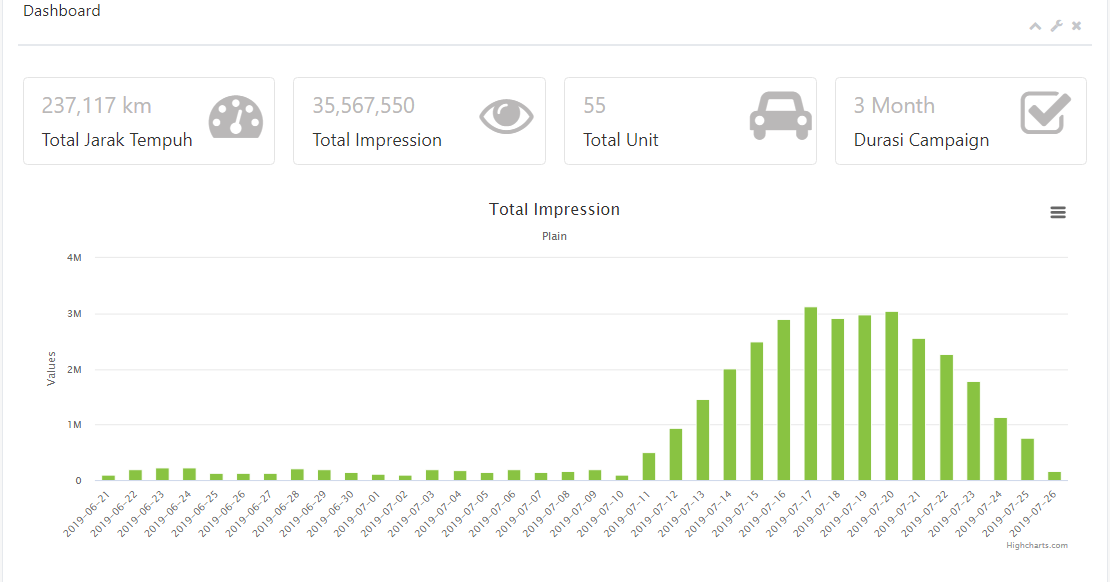 Dashboard
237,117 km
Total Jarak Tempuh
35,567,550
Total Impression
55
Total Unit
3 Month
Durasi Campaign
Total Impression
Plain
Values
4M
3M
2M
1M
0
2019-06-21
2019-06-22
2019-06-23
2019-06-24
2019-06-25
2019-06-26
2019-06-27
2019-06-28
2019-06-29
2019-06-30
2019-07-01
2019-07-02
2019-07-03
2019-07-04
2019-07-05
2019-07-06
2019-07-07
2019-07-08
2019-07-09
2019-07-10
2019-07-11
2019-07-12
2019-07-13
2019-07-14
2019-07-15
2019-07-16
2019-07-17
2019-07-18
2019-07-19
2019-07-20
2019-07-21
2019-07-22
2019-07-23
2019-07-24
2019-07-25
2019-07-26
Highcharts.com